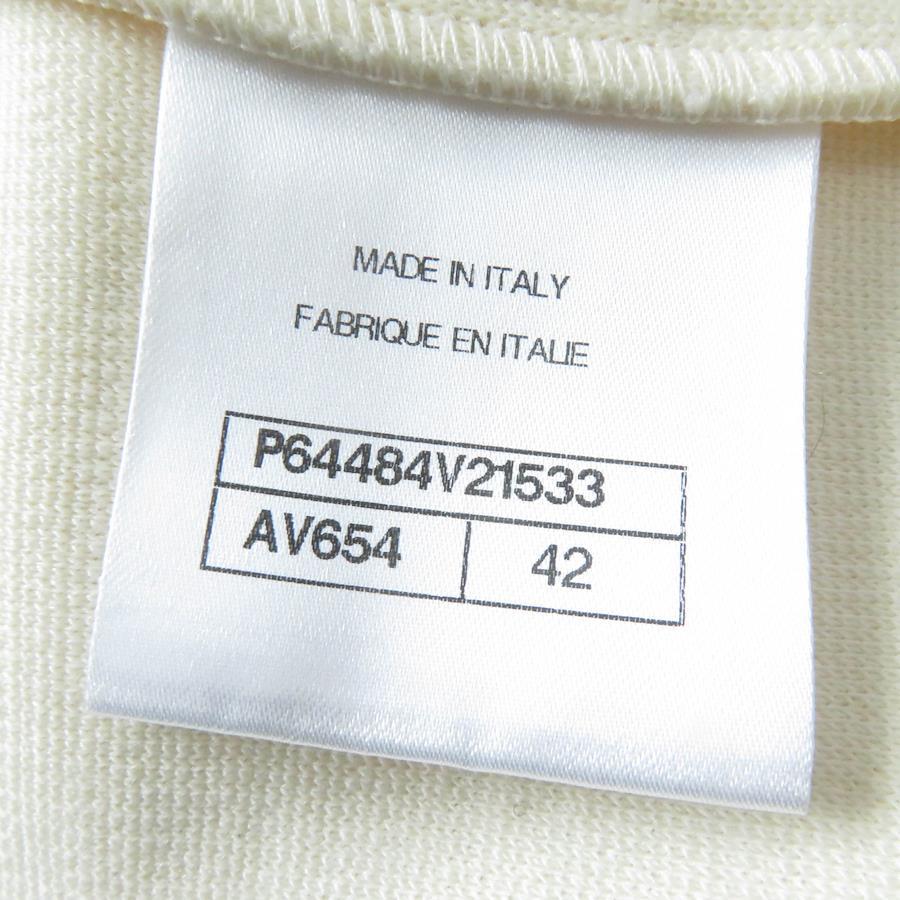 MADE IN ITALY
FABRIQUE EN ITALIE
P64484V21533
AV654 42